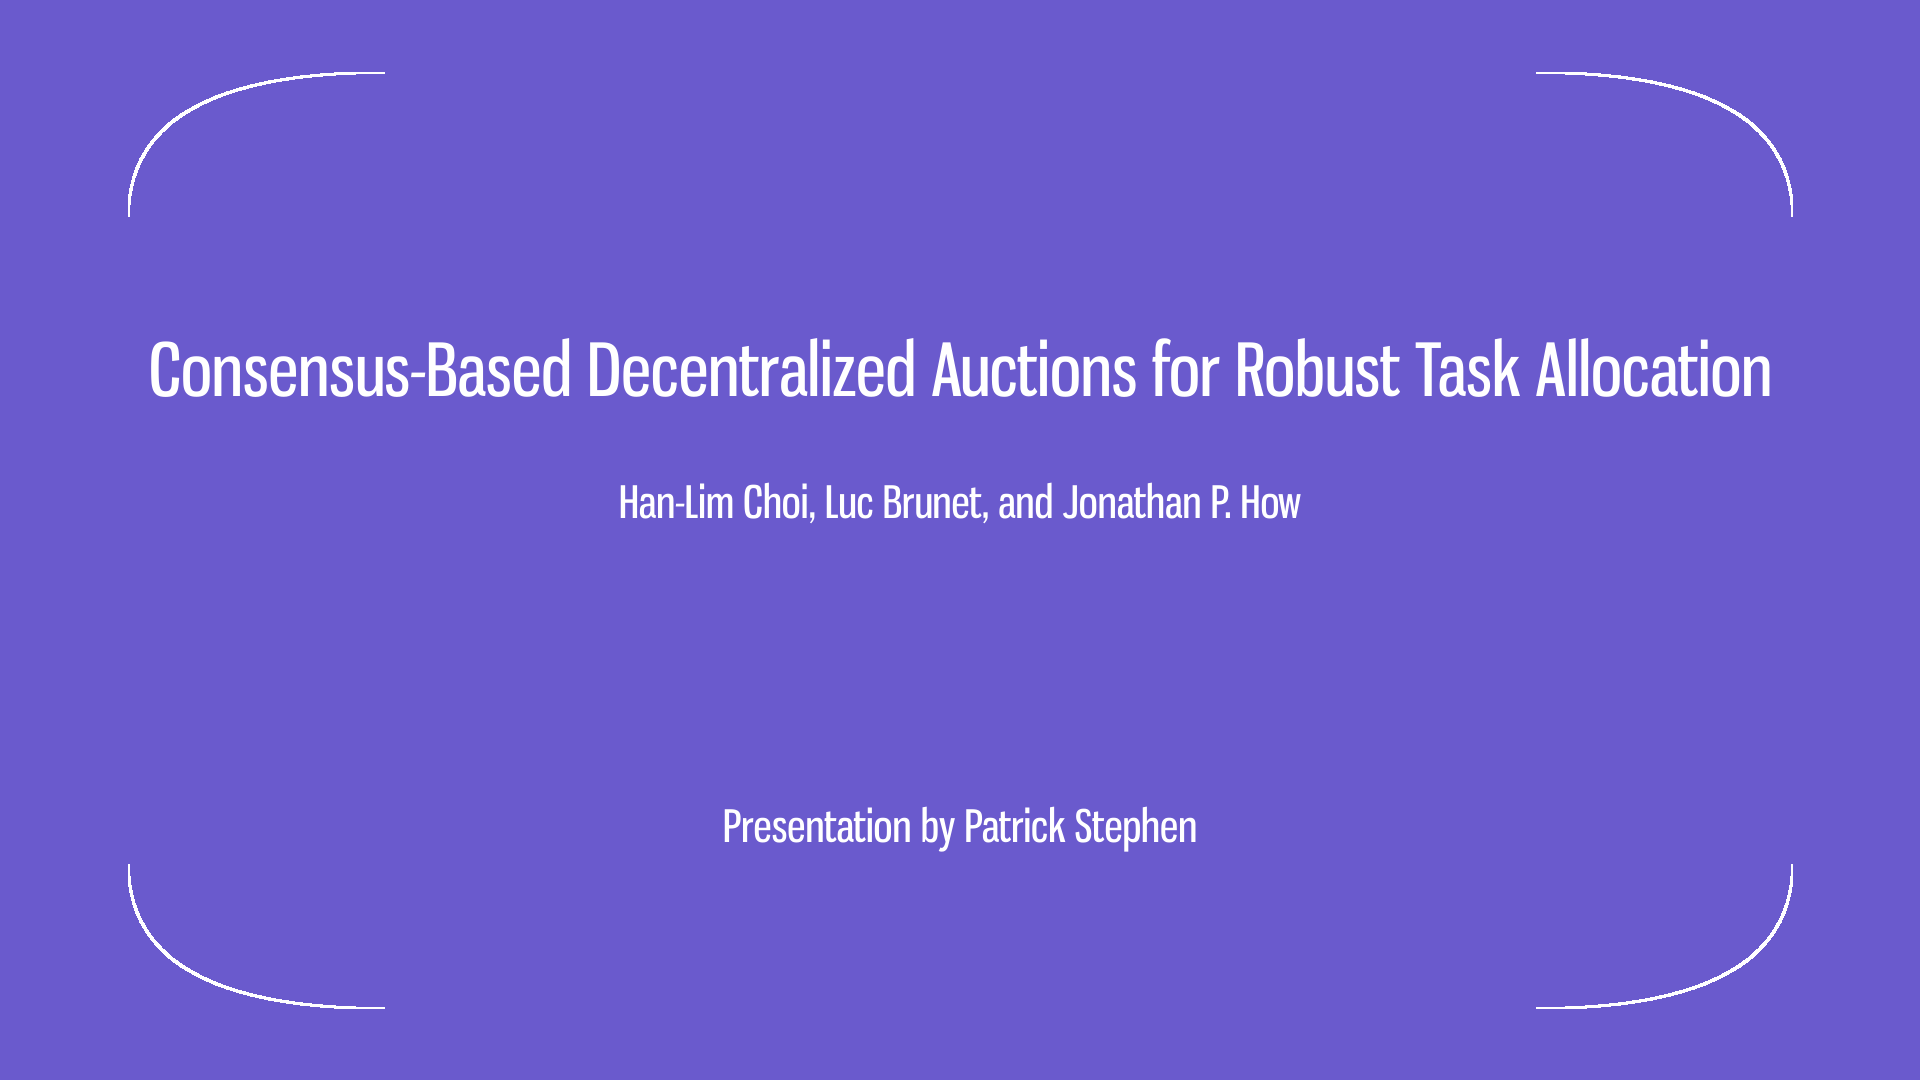 Consensus-Based Decentralized Auctions for Robust Task Allocation
Han-Lim Choi, Luc Brunet, and Jonathan P. How
Presentation by Patrick Stephen